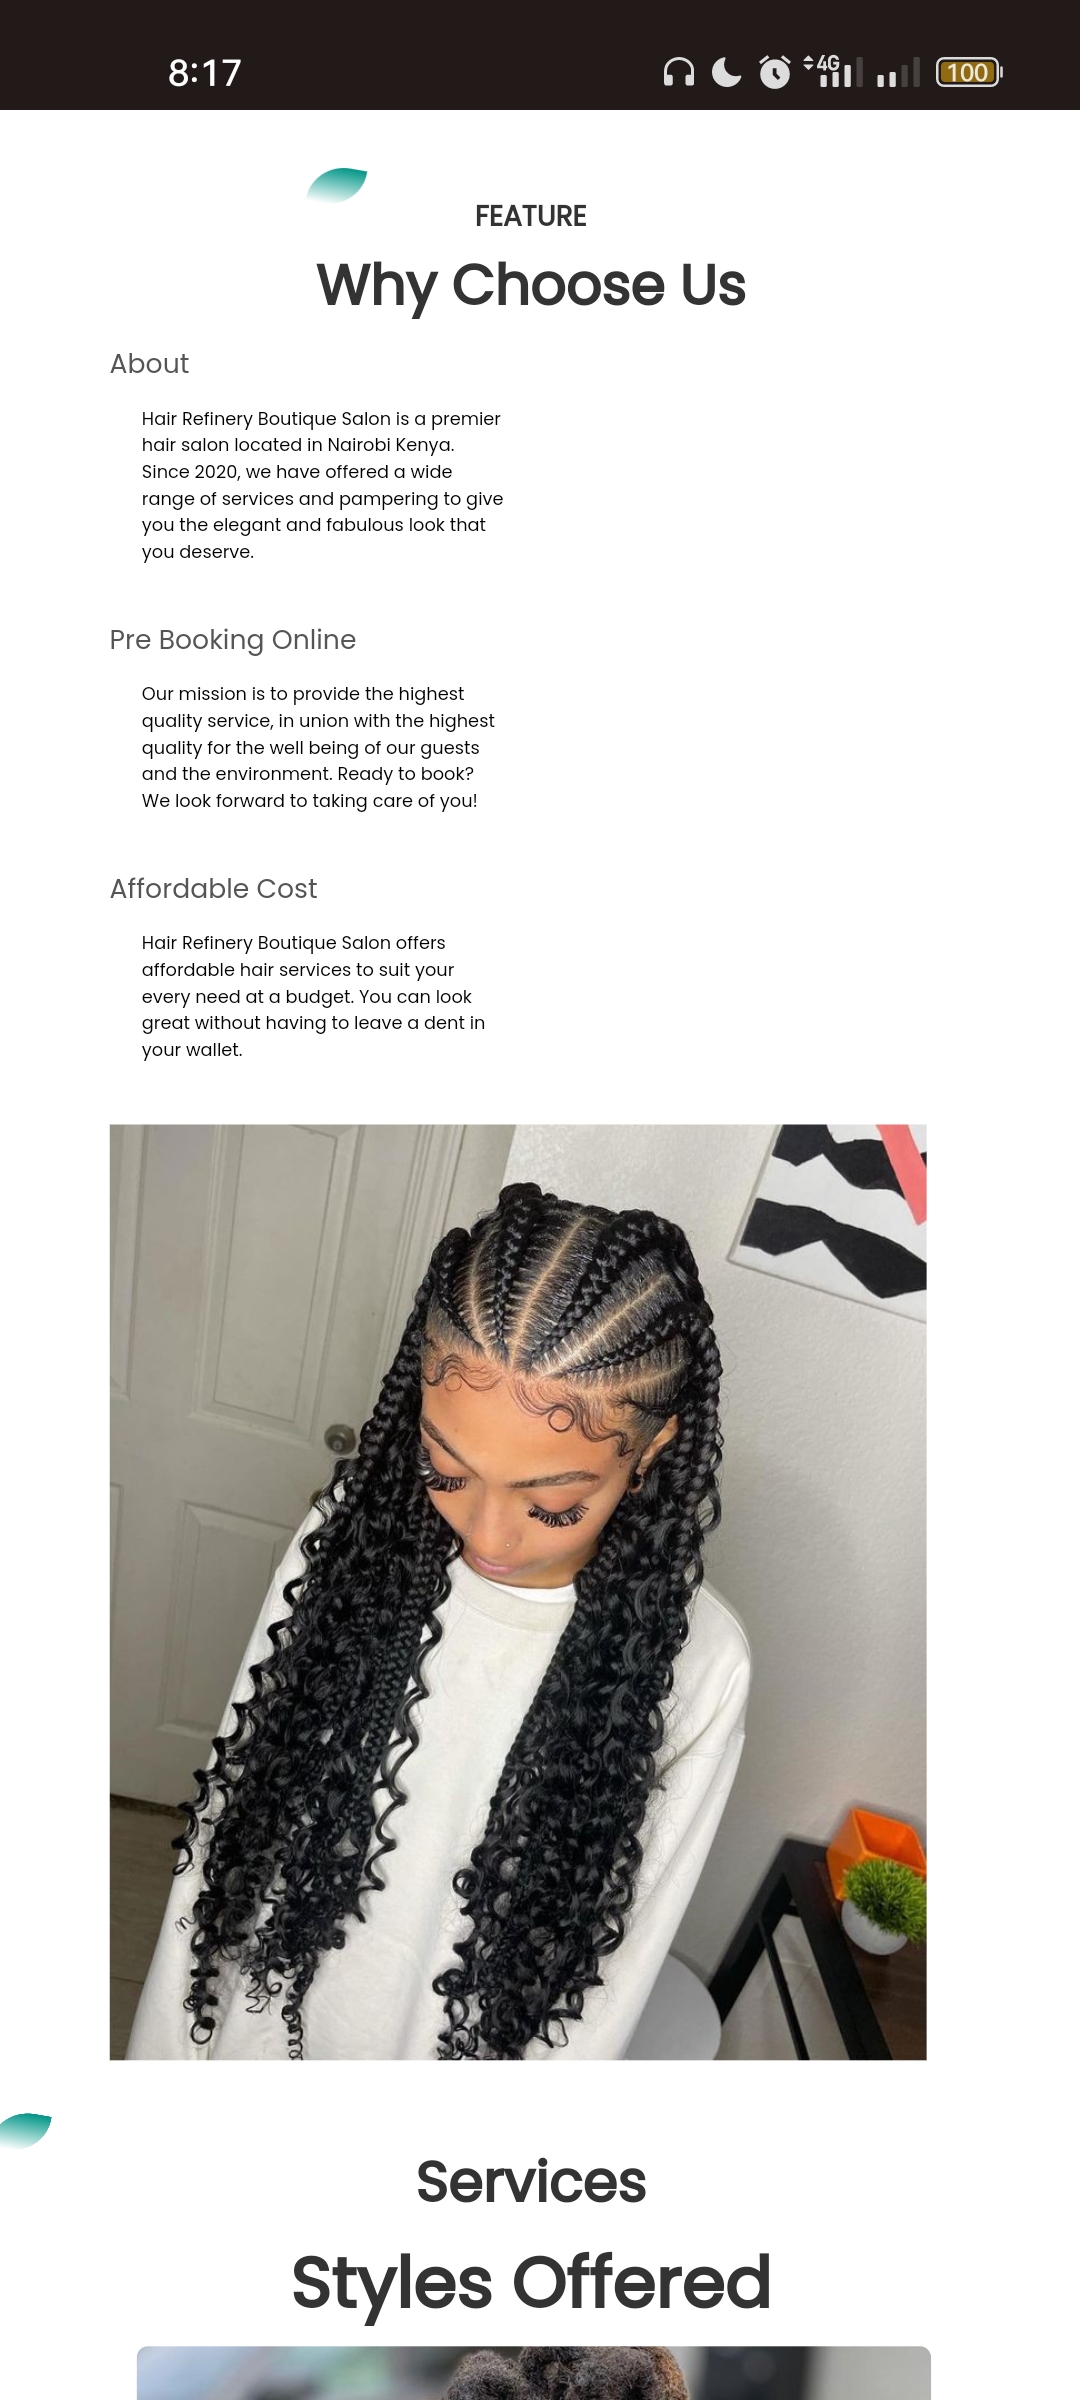 8:17
4G
100
FEATURE
Why Choose Us
About
Hair Refinery Boutique Salon is a premier
hair salon located in Nairobi Kenya.
Since 2020, we have offered a wide
range of services and pampering to give
you the elegant and fabulous look that
you deserve.
Pre Booking Online
Our mission is to provide the highest
quality service, in union with the highest
quality for the well being of our guests
and the environment. Ready to book?
We look forward to taking care of you!
Affordable Cost
Hair Refinery Boutique Salon offers
affordable hair services to suit your
every need at a budget. You can look
great without having to leave a dent in
your wallet.
Services
Styles Offered